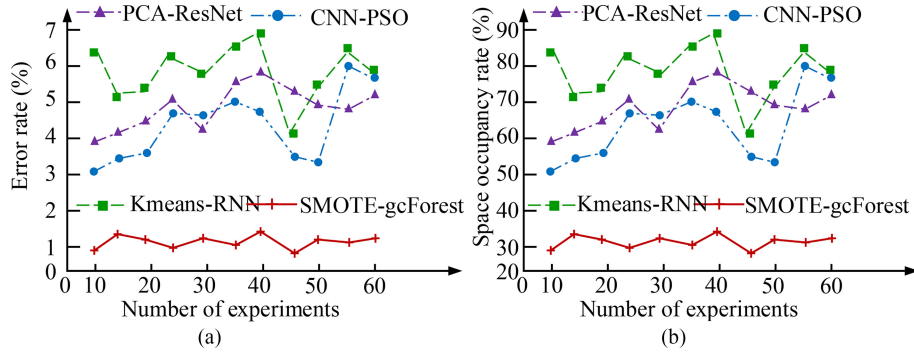 PCA-ResNet
CNN-PSO
Kmeans-RNN
SMOTE-gcForest
Error rate (%)
7
6
5
4
3
2
1
0
0 10 20 30 40 50 60
Number of experiments
(a)
PCA-ResNet
CNN-PSO
Kmeans-RNN
SMOTE-gcForest
Space occupancy rate (%)
90
80
70
60
50
40
30
20
0 10 20 30 40 50 60
Number of experiments
(b)